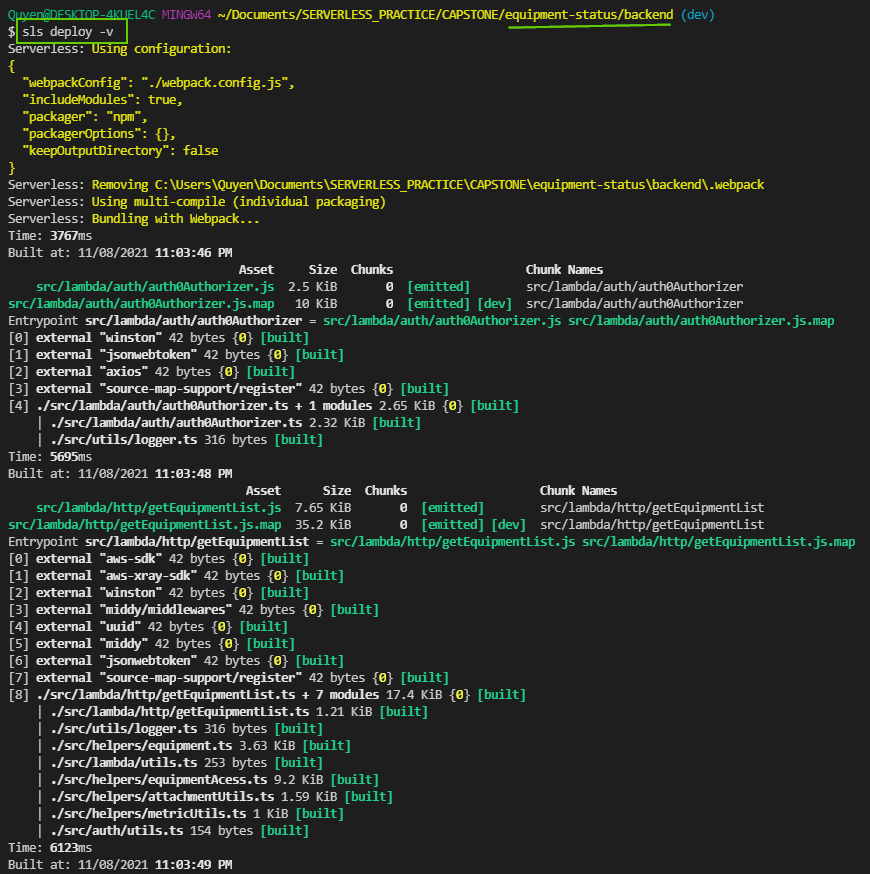 Quyen@DESKTOP-4KUEL4C MINGW64 ~/Documents/SERVERLESS_PRACTICE/CAPSTONE/equipment-status/backend (dev)
$ sls deploy -v
Serverless: Using configuration:
{
  "webpackConfig": "./webpack.config.js",
  "includeModules": true,
  "packager": "npm",
  "packagerOptions": {},
  "keepOutputDirectory": false
}
Serverless: Removing C:\Users\Quyen\Documents\SERVERLESS_PRACTICE\CAPSTONE\equipment-status\backend\.webpack
Serverless: Using multi-compile (individual packaging)
Serverless: Bundling with Webpack...
Time: 3767ms
Built at: 11/08/2021 11:03:46 PM
Asset Size Chunks Chunk Names
src/lambda/auth/auth0Authorizer.js 2.5 KiB 0 [emitted] src/lambda/auth/auth0Authorizer
src/lambda/auth/auth0Authorizer.js.map 10 KiB 0 [emitted] [dev] src/lambda/auth/auth0Authorizer
Entrypoint src/lambda/auth/auth0Authorizer = src/lambda/auth/auth0Authorizer.js src/lambda/auth/auth0Authorizer.js.map
[0] external "winston" 42 bytes {0} [built]
[1] external "jsonwebtoken" 42 bytes {0} [built]
[2] external "axios" 42 bytes {0} [built]
[3] external "source-map-support/register" 42 bytes {0} [built]
[4] ./src/lambda/auth/auth0Authorizer.ts + 1 modules 2.65 KiB {0} [built]
| ./src/lambda/auth/auth0Authorizer.ts 2.32 KiB [built]
| ./src/utils/logger.ts 316 bytes [built]
Time: 5695ms
Built at: 11/08/2021 11:03:48 PM
Asset Size Chunks Chunk Names
src/lambda/http/getEquipmentList.js 7.65 KiB 0 [emitted] src/lambda/http/getEquipmentList
src/lambda/http/getEquipmentList.js.map 35.2 KiB 0 [emitted] [dev] src/lambda/http/getEquipmentList
Entrypoint src/lambda/http/getEquipmentList = src/lambda/http/getEquipmentList.js src/lambda/http/getEquipmentList.js.map
[0] external "aws-sdk" 42 bytes {0} [built]
[1] external "aws-xray-sdk" 42 bytes {0} [built]
[2] external "winston" 42 bytes {0} [built]
[3] external "middy/middlewares" 42 bytes {0} [built]
[4] external "uuid" 42 bytes {0} [built]
[5] external "middy" 42 bytes {0} [built]
[6] external "jsonwebtoken" 42 bytes {0} [built]
[7] external "source-map-support/register" 42 bytes {0} [built]
[8] ./src/lambda/http/getEquipmentList.ts + 7 modules 17.4 KiB {0} [built]
| ./src/lambda/http/getEquipmentList.ts 1.21 KiB [built]
| ./src/utils/logger.ts 316 bytes [built]
| ./src/helpers/equipment.ts 3.63 KiB [built]
| ./src/lambda/utils.ts 253 bytes [built]
| ./src/helpers/equipmentAcess.ts 9.2 KiB [built]
| ./src/helpers/attachmentUtils.ts 1.59 KiB [built]
| ./src/helpers/metricUtils.ts 1 KiB [built]
| ./src/auth/utils.ts 154 bytes [built]
Time: 6123ms
Built at: 11/08/2021 11:03:49 PM